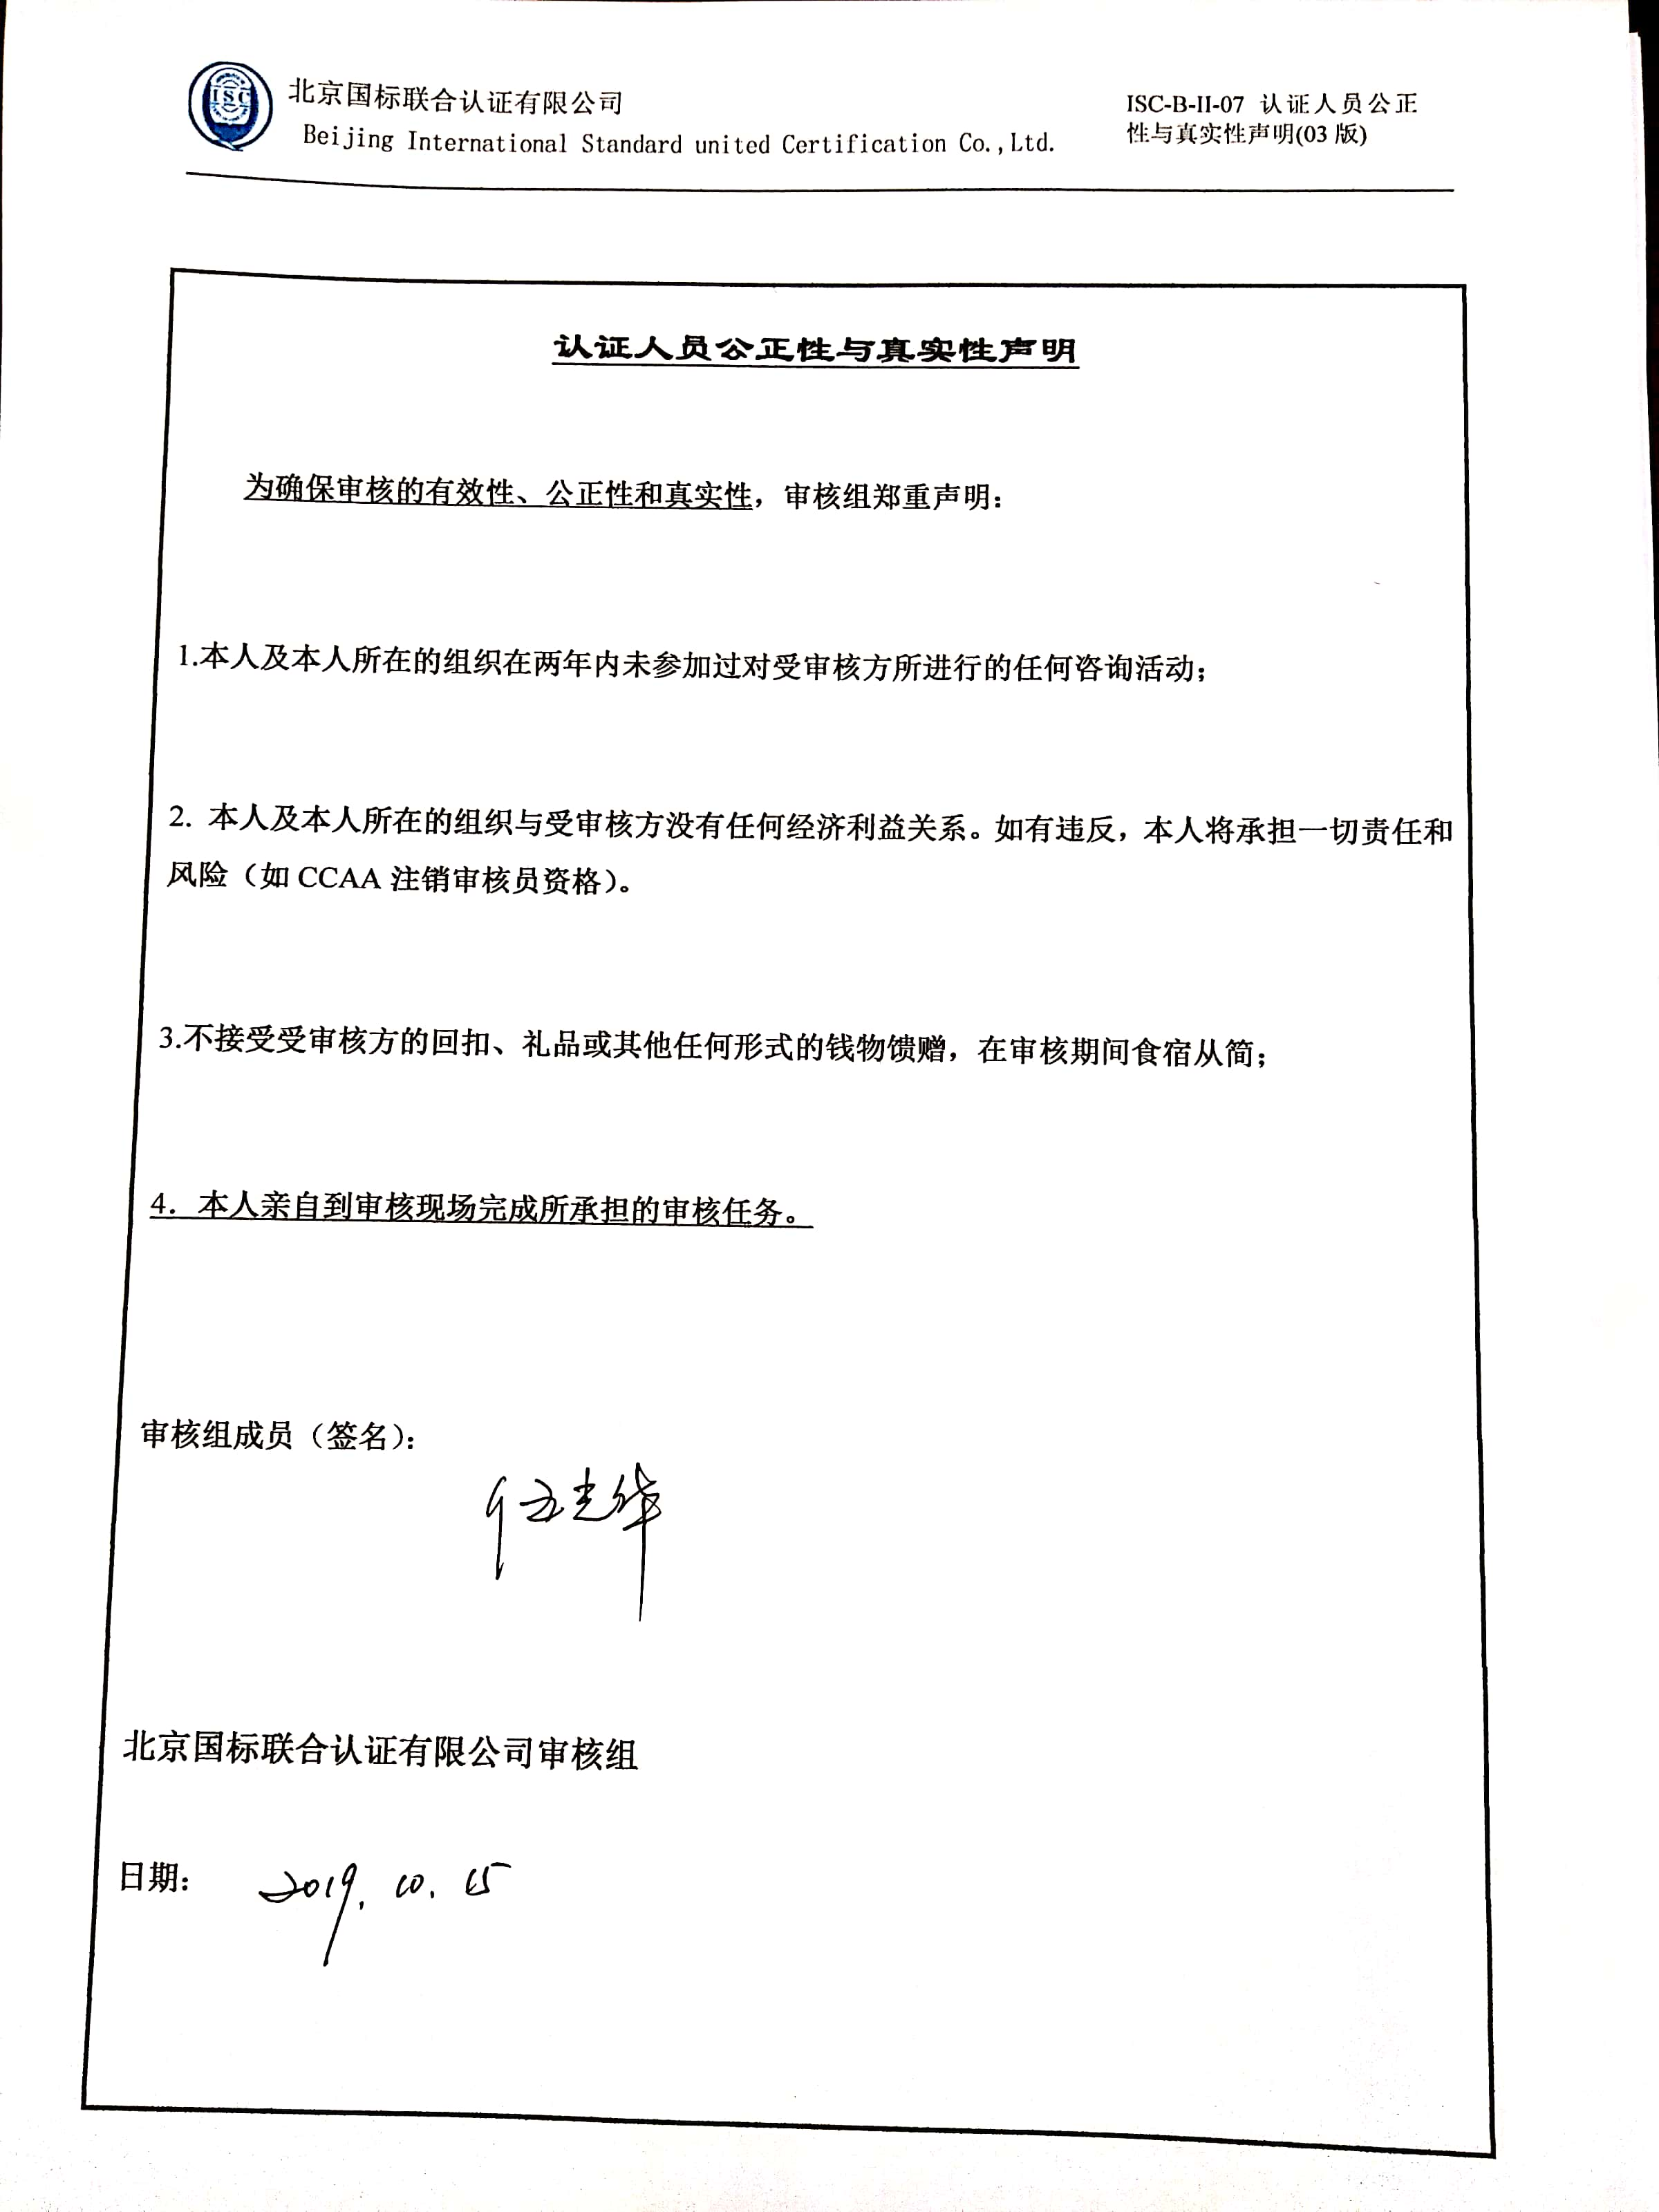 ISC
北京国标联合认证有限公司
Beijing International Standard united Certification Co.,Ltd.
ISC-B-II-07 认证人员公正
性与真实性声明(03 版)
认证人员公正性与真实性声明
为确保审核的有效性、公正性和真实性，审核组郑重声明：
1.本人及本人所在的组织在两年内未参加过对受审核方所进行的任何咨询活动；
2. 本人及本人所在的组织与受审核方没有任何经济利益关系。如有违反，本人将承担一切责任和
风险（如 CCAA 注销审核员资格）。
3.不接受受审核方的回扣、礼品或其他任何形式的钱物馈赠，在审核期间食宿从简；
4. 本人亲自到审核现场完成所承担的审核任务。
审核组成员（签名）：
伍光华
北京国标联合认证有限公司审核组
日期： 2019. 10. 15